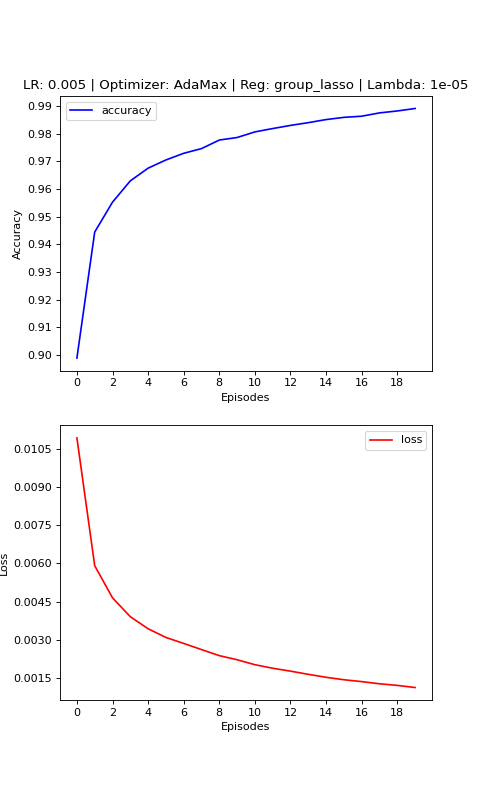 LR: 0.005 | Optimizer: AdaMax | Reg: group_lasso | Lambda: 1e-05
accuracy
0.99
0.98
0.97
0.96
0.95
0.94
0.93
0.92
0.91
0.90
Accuracy
0 2 4 6 8 10 12 14 16 18
Episodes
loss
0.0105
0.0090
0.0075
0.0060
0.0045
0.0030
0.0015
Loss
0 2 4 6 8 10 12 14 16 18
Episodes